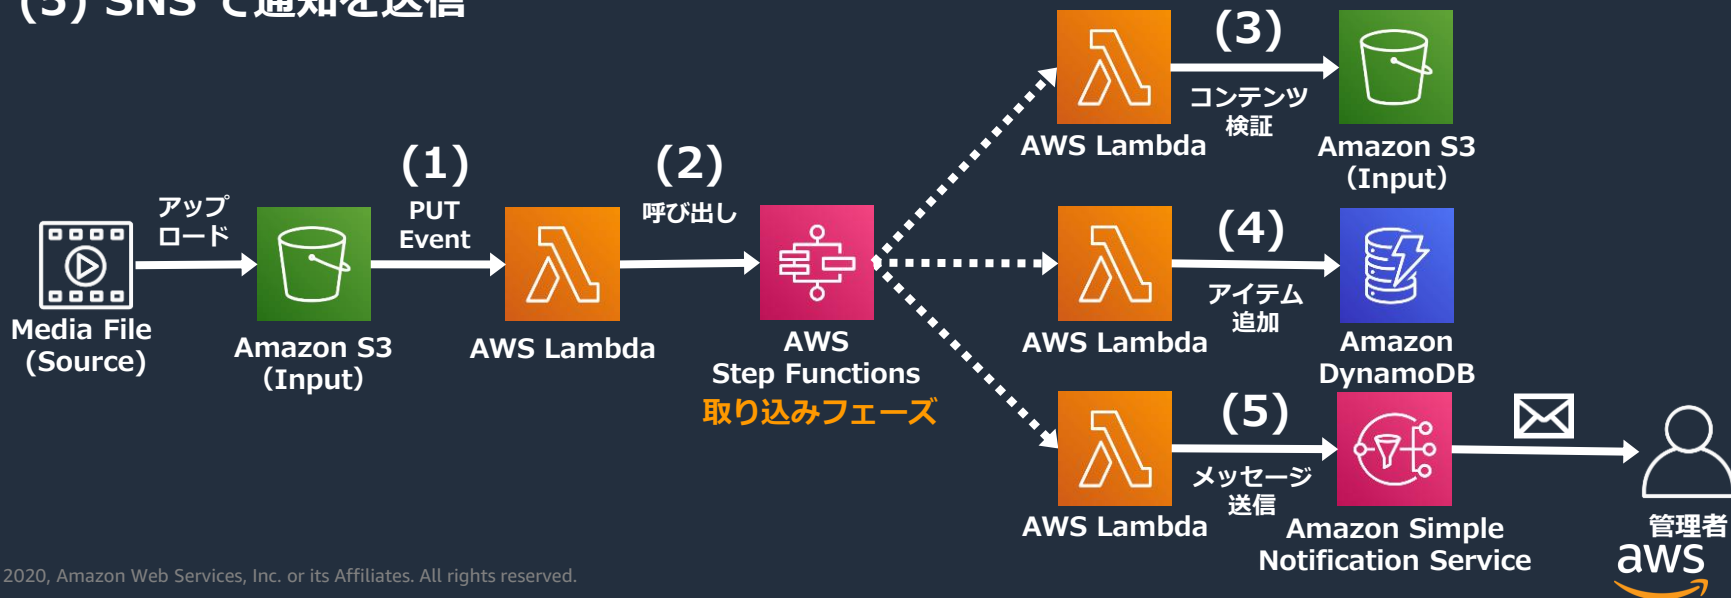 (5) SNS で通知を送信
アップ
ロード
Media File
(Source)
Amazon S3
(Input)
(1)
PUT
Event
AWS Lambda
(2)
呼び出し
AWS
Step Functions
取り込みフェーズ
AWS Lambda
(3)
コンテンツ
検証
Amazon S3
(Input)
AWS Lambda
(4)
アイテム
追加
Amazon
DynamoDB
AWS Lambda
(5)
メッセージ
送信
Amazon Simple
Notification Service
管理者
aws
2020, Amazon Web Services, Inc. or its Affiliates. All rights reserved.